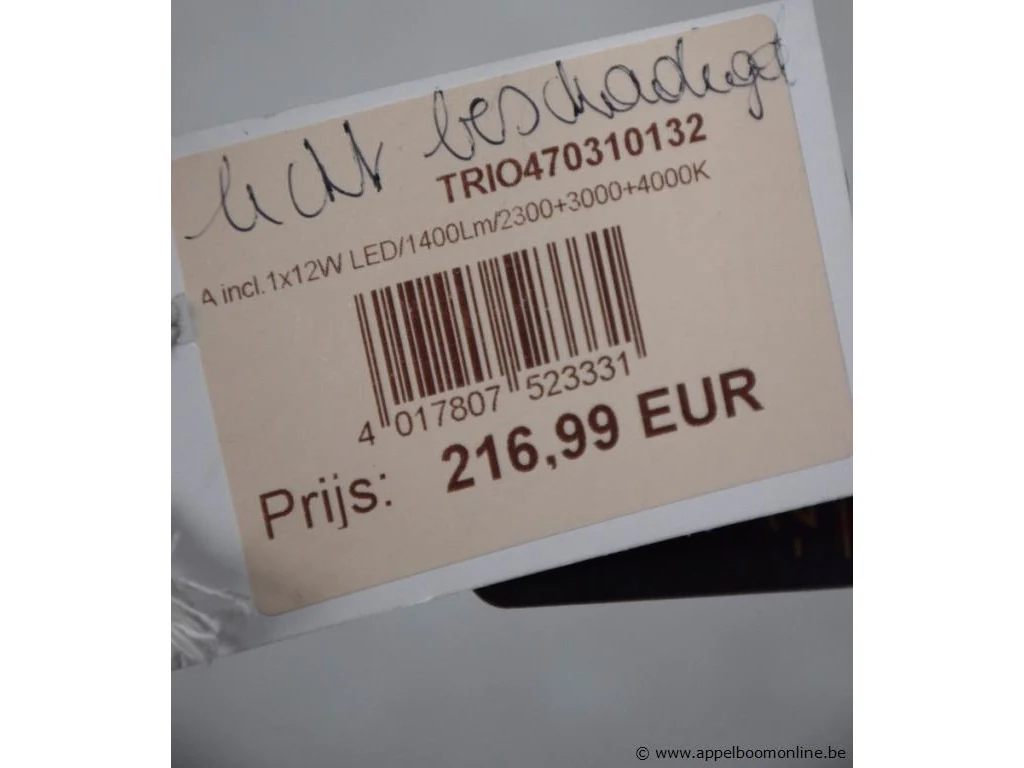 licht beschadigd
TRIO470310132
A incl.1x12W LED/1400Lm/2300+3000+4000K
4 017807 523331
Prijs: 216,99 EUR
© www.appelboomonline.be